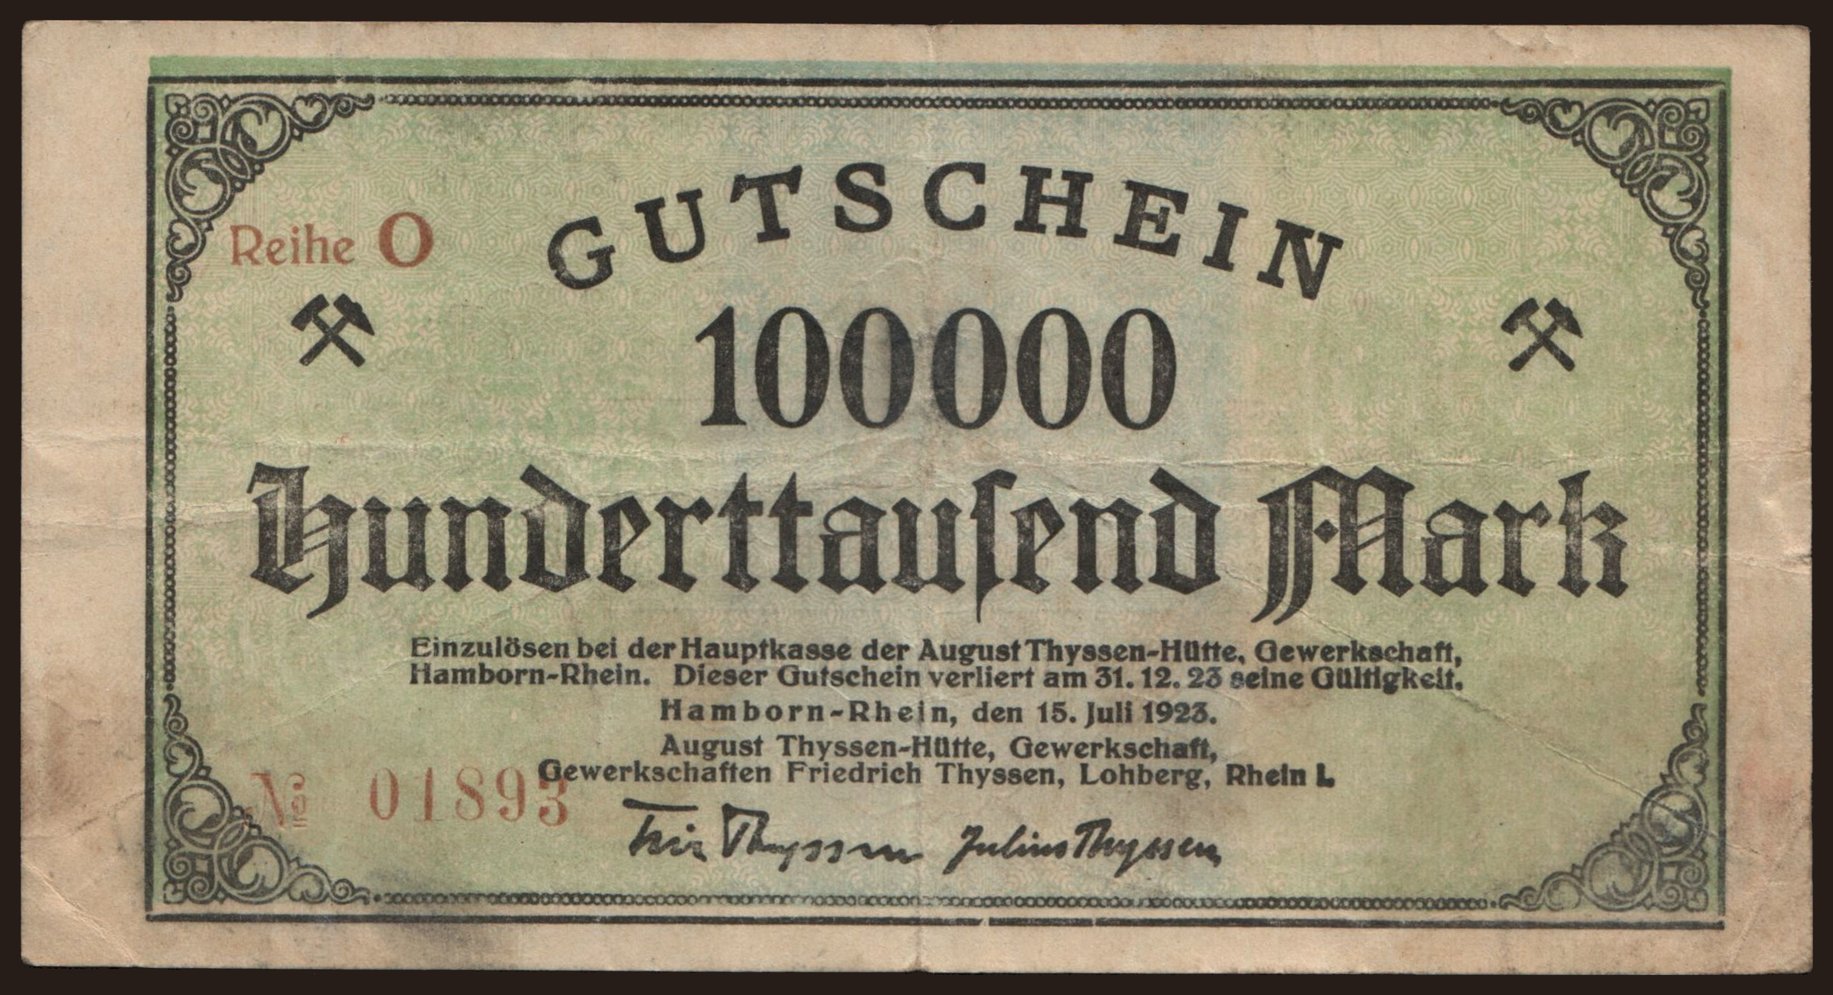 GUTSCHEIN
Reihe O
100000
Hunderttausend Mark
Einzulösen bei der Hauptkasse der August Thyssen-Hütte, Gewerkschaft,
Hamborn-Rhein. Dieser Gutschein verliert am 31. 12. 23 seine Gültigkeit.
Hamborn-Rhein, den 15. Juli 1923.
August Thyssen-Hütte, Gewerkschaft,
Gewerkschaften Friedrich Thyssen, Lohberg, Rhein I.
№ 01893
Fritz Thyssen Julius Thyssen